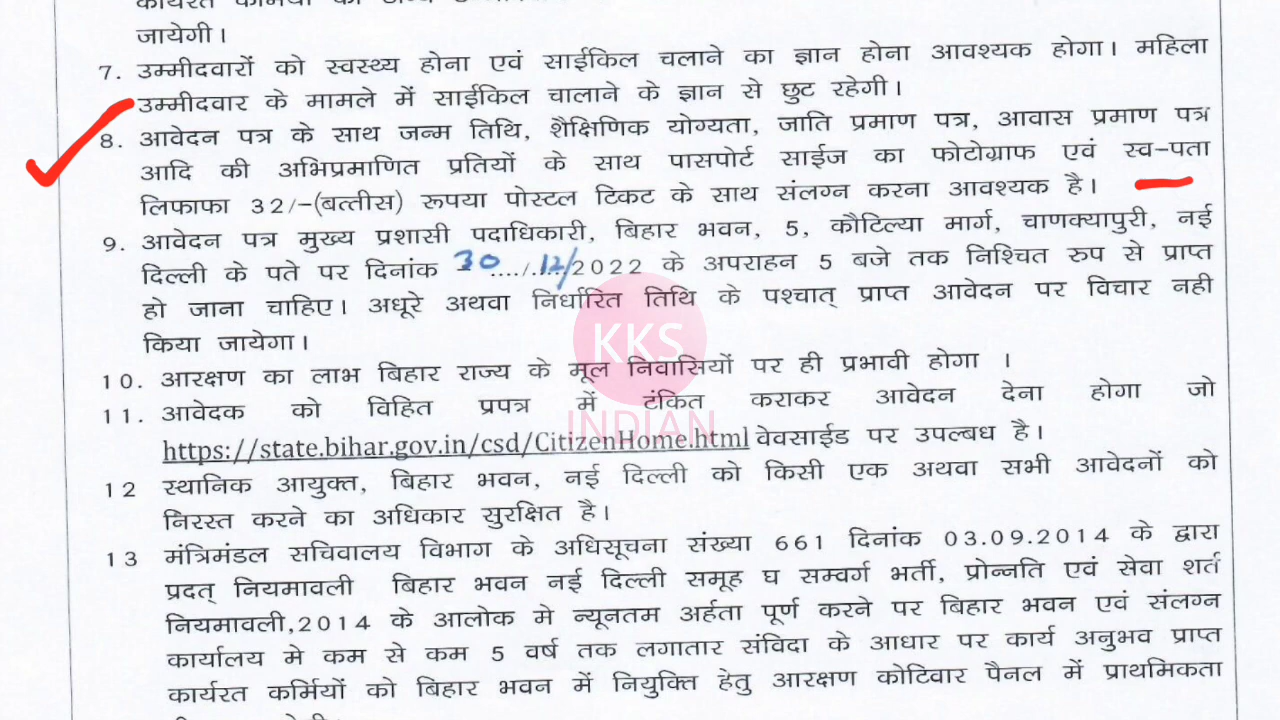 जायेगी।
7. उम्मीदवारों को स्वस्थ्य होना एवं साईकिल चलाने का ज्ञान होना आवश्यक होगा। महिला
उम्मीदवार के मामले में साईकिल चालाने के ज्ञान से छुट रहेगी।
8. आवेदन पत्र के साथ जन्म तिथि, शैक्षिणिक योग्यता, जाति प्रमाण पत्र, आवास प्रमाण पत्र
आदि की अभिप्रमाणित प्रतियों के साथ पासपोर्ट साईज का फोटोग्राफ एवं स्व-पता
लिफाफा 32/-(बत्तीस) रूपया पोस्टल टिकट के साथ संलग्न करना आवश्यक है।
9. आवेदन पत्र मुख्य प्रशासी पदाधिकारी, बिहार भवन, 5, कौटिल्या मार्ग, चाणक्यापुरी, नई
दिल्ली के पते पर दिनांक 30..../12/2022 के अपराहन 5 बजे तक निश्चित रुप से प्राप्त
हो जाना चाहिए। अधूरे अथवा निर्धारित तिथि के पश्चात् प्राप्त आवेदन पर विचार नही
किया जायेगा।
KKS
INDIAN
10. आरक्षण का लाभ बिहार राज्य के मूल निवासियों पर ही प्रभावी होगा ।
11. आवेदक को विहित प्रपत्र में टंकित कराकर आवेदन देना होगा जो
https://state.bihar.gov.in/csd/CitizenHome.html वेवसाईड पर उपल्बध है।
12 स्थानिक आयुक्त, बिहार भवन, नई दिल्ली को किसी एक अथवा सभी आवेदनों को
निरस्त करने का अधिकार सुरक्षित है।
13 मंत्रिमंडल सचिवालय विभाग के अधिसूचना संख्या 661 दिनांक 03.09.2014 के द्वारा
प्रदत् नियमावली बिहार भवन नई दिल्ली समूह घ सम्वर्ग भर्ती, प्रोन्नति एवं सेवा शर्त
नियमावली,2014 के आलोक मे न्यूनतम अर्हता पूर्ण करने पर बिहार भवन एवं संलग्न
कार्यालय मे कम से कम 5 वर्ष तक लगातार संविदा के आधार पर कार्य अनुभव प्राप्त
कार्यरत कर्मियों को बिहार भवन में नियुक्ति हेतु आरक्षण कोटिवार पैनल में प्राथमिकता